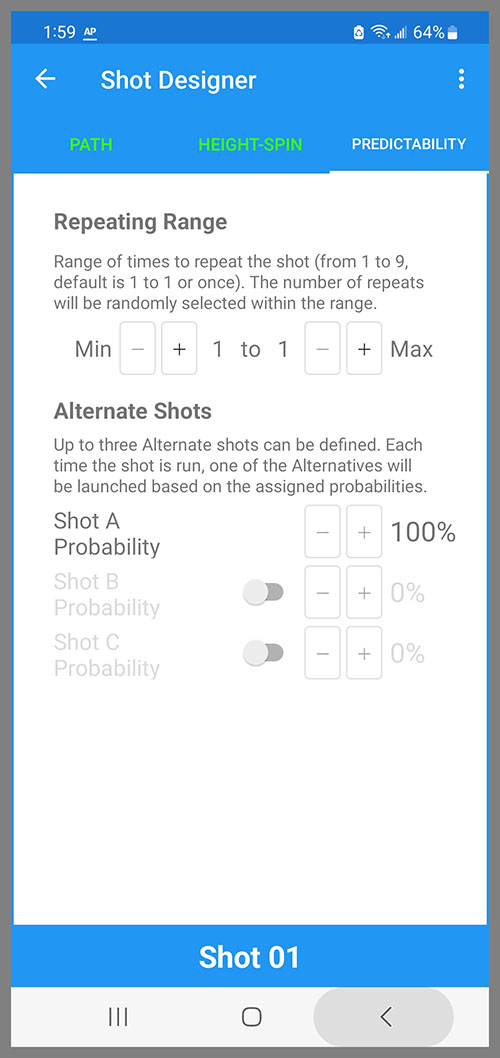 1:59 AP 64%
Shot Designer
PATH HEIGHT-SPIN PREDICTABILITY
Repeating Range
Range of times to repeat the shot (from 1 to 9,
default is 1 to 1 or once). The number of repeats
will be randomly selected within the range.
Min − + 1 to 1 − + Max
Alternate Shots
Up to three Alternate shots can be defined. Each
time the shot is run, one of the Alternatives will
be launched based on the assigned probabilities.
Shot A
Probability − + 100%
Shot B
Probability − + 0%
Shot C
Probability − + 0%
Shot 01